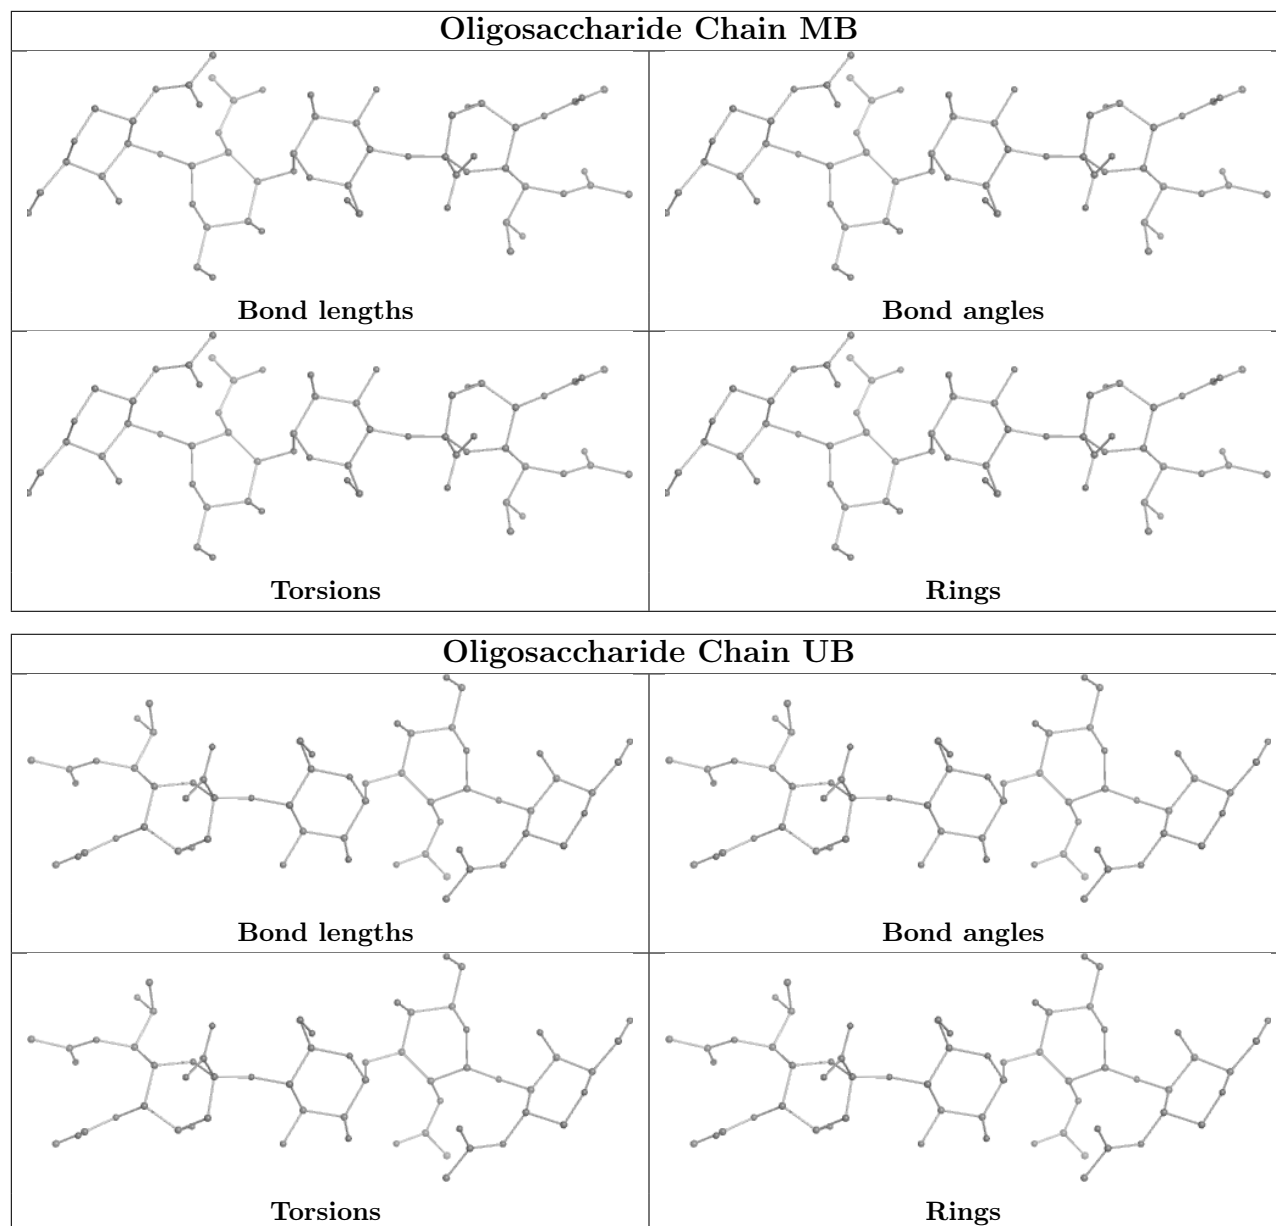 Oligosaccharide Chain MB
Bond lengths
Bond angles
Torsions
Rings
Oligosaccharide Chain UB
Bond lengths
Bond angles
Torsions
Rings